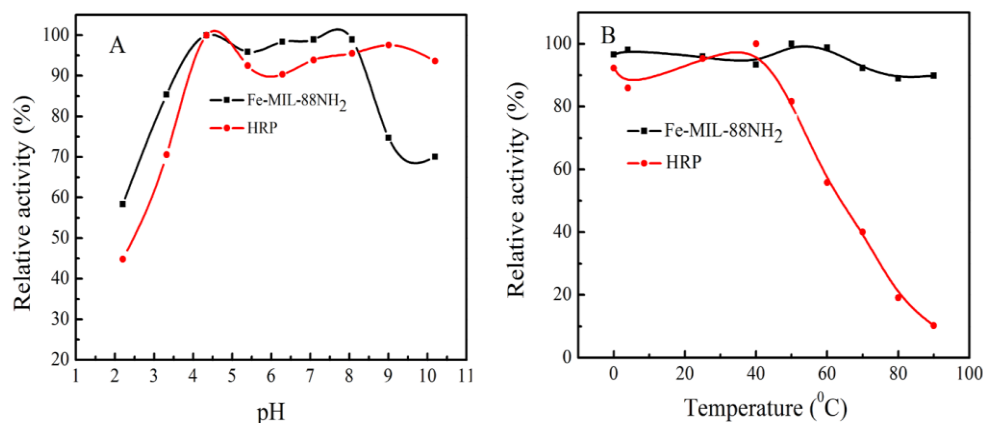 A
Relative activity (%)
100
90
80
70
60
50
40
30
20
Fe-MIL-88NH2
HRP
1 2 3 4 5 6 7 8 9 10 11
pH
B
Relative activity (%)
100
80
60
40
20
0
Fe-MIL-88NH2
HRP
0 20 40 60 80 100
Temperature (0C)